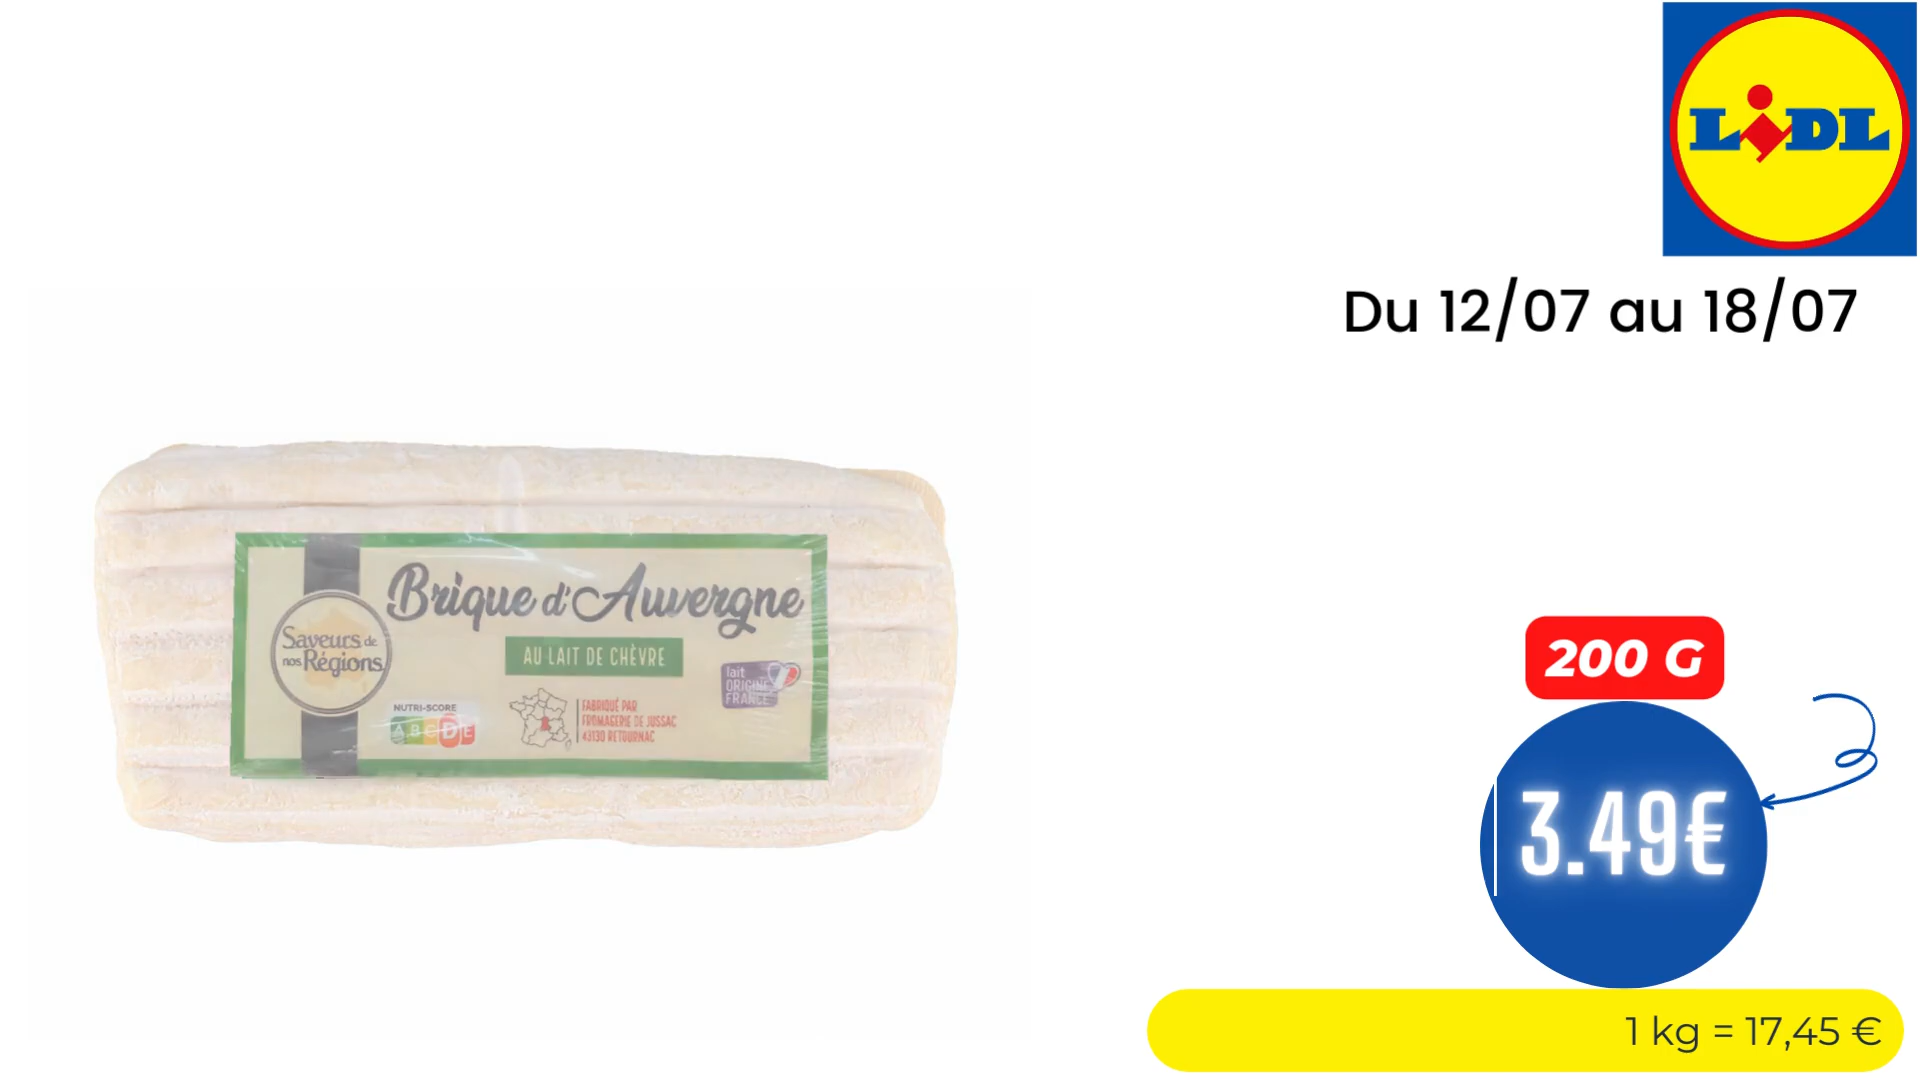 LIDL
Du 12/07 au 18/07
Brique d'Auvergne
Saveurs de
nos Régions
AU LAIT DE CHÈVRE
lait
ORIGINE
FRANCE
NUTRI-SCORE
A B C D E
FABRIQUÉ PAR
FROMAGERIE DE JUSSAC
43130 RETOURNAC
200 G
3.49€
1 kg = 17,45 €